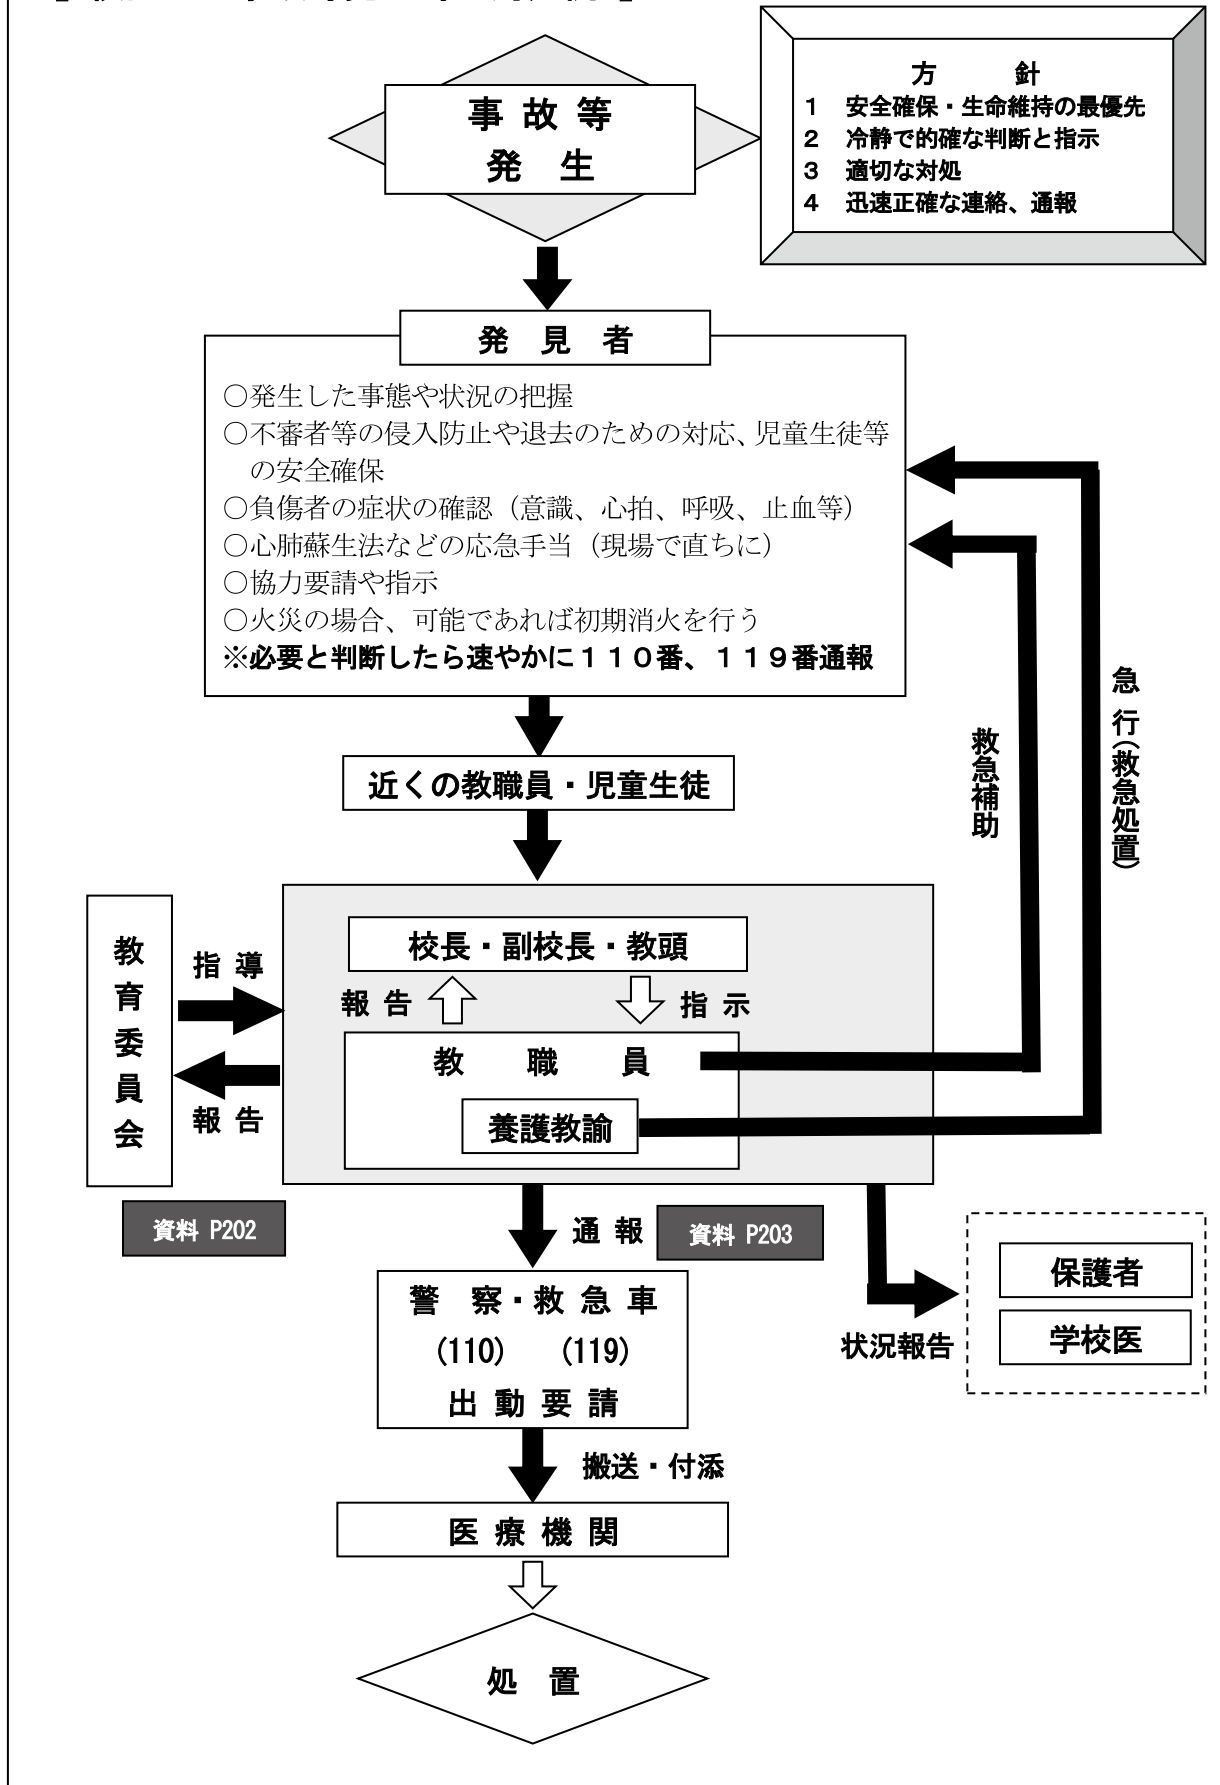 事故等
発生
方針
1 安全確保・生命維持の最優先
2 冷静で的確な判断と指示
3 適切な対処
4 迅速正確な連絡、通報
発見者
○発生した事態や状況の把握
○不審者等の侵入防止や退去のための対応、児童生徒等
の安全確保
○負傷者の症状の確認（意識、心拍、呼吸、止血等）
○心肺蘇生法などの応急手当（現場で直ちに）
○協力要請や指示
○火災の場合、可能であれば初期消火を行う
※必要と判断したら速やかに１１０番、１１９番通報
近くの教職員・児童生徒
救急補助
急行(救急処置)
教育委員会
指導
報告
校長・副校長・教頭
報告
指示
教職員
養護教諭
資料 P202
通報
資料 P203
警察・救急車
(110) (119)
出動要請
状況報告
保護者
学校医
搬送・付添
医療機関
処置